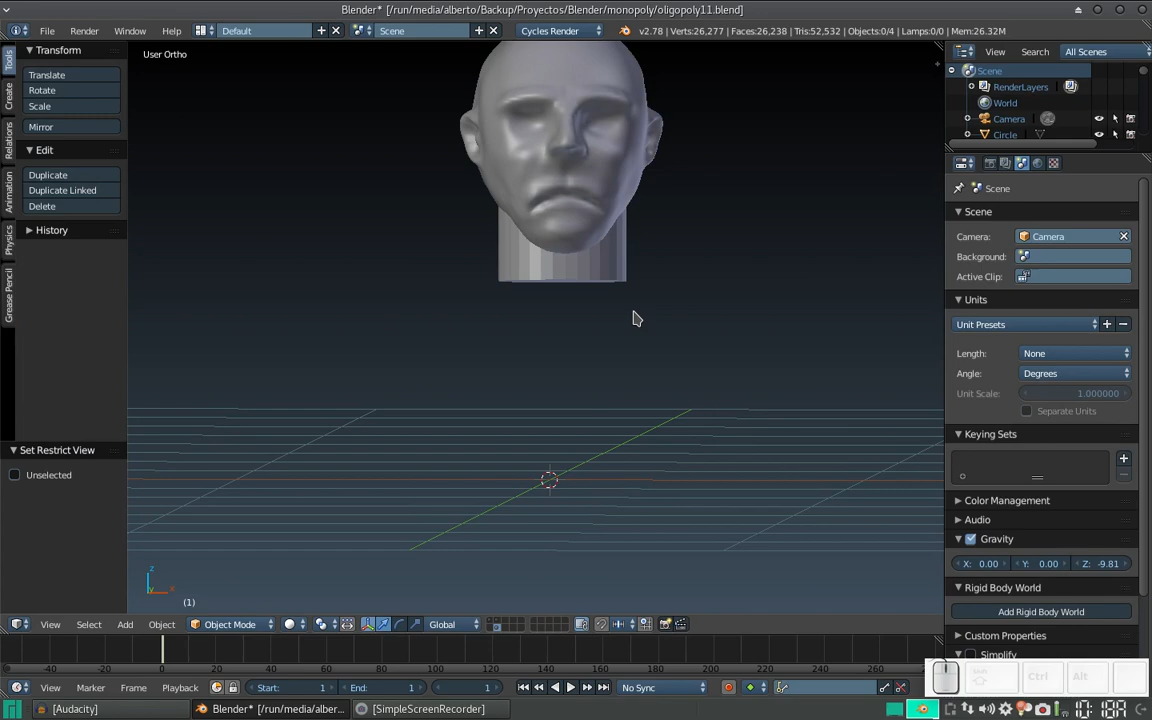 Blender* [/run/media/alberto/Backup/Proyectos/Blender/monopoly/oligopoly11.blend]
File Render Window Help Default Scene Cycles Render v2.78 | Verts:26,277 | Faces:26,238 | Tris:52,532 | Objects:0/0 | Lamps:0/0 | Mem:26.32M
View Search All Scenes
Tools
Create
Relations
Animation
Physics
Grease Pencil
Transform
Translate
Rotate
Scale
Mirror
Edit
Duplicate
Duplicate Linked
Delete
History
Set Restrict View
Unselected
User Ortho
z
x
y
(1)
Scene
RenderLayers
World
Camera
Circle
Scene
Scene
Camera: Camera
Background:
Active Clip:
Units
Unit Presets
Length: None
Angle: Degrees
Unit Scale: 1.000000
Separate Units
Keying Sets
Color Management
Audio
Gravity
X: 0.00 Y: 0.00 Z: -9.81
Rigid Body World
Add Rigid Body World
Custom Properties
Simplify
View Select Add Object Object Mode Global
-40 -20 0 20 40 60 80 100 120 140 160 180 200 220 240 260
View Marker Frame Playback Start: 1 End: 1 1 No Sync
Shift Ctrl Alt
[Audacity] Blender* [/run/media/alber... [SimpleScreenRecorder]